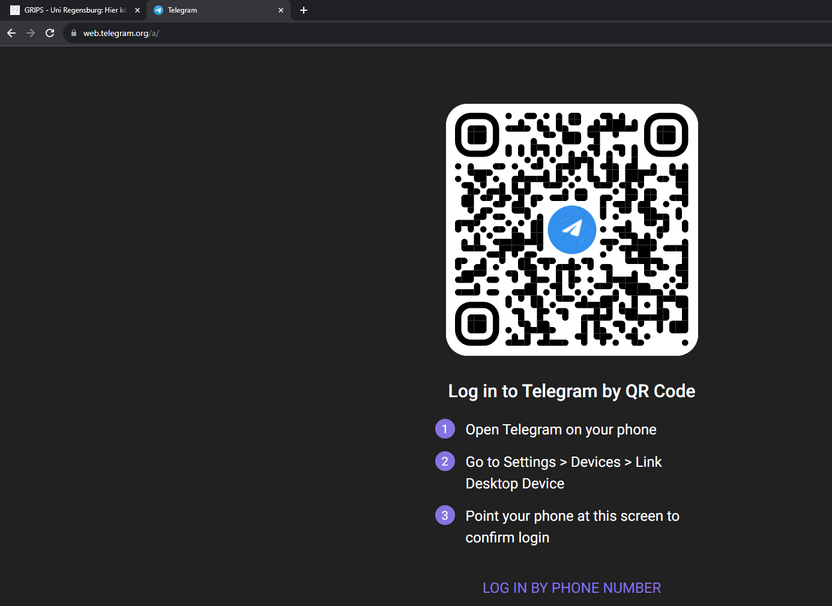 GRIPS - Uni Regensburg: Hier k
Telegram
web.telegram.org/a/
Log in to Telegram by QR Code
1 Open Telegram on your phone
2 Go to Settings > Devices > Link
Desktop Device
3 Point your phone at this screen to
confirm login
LOG IN BY PHONE NUMBER